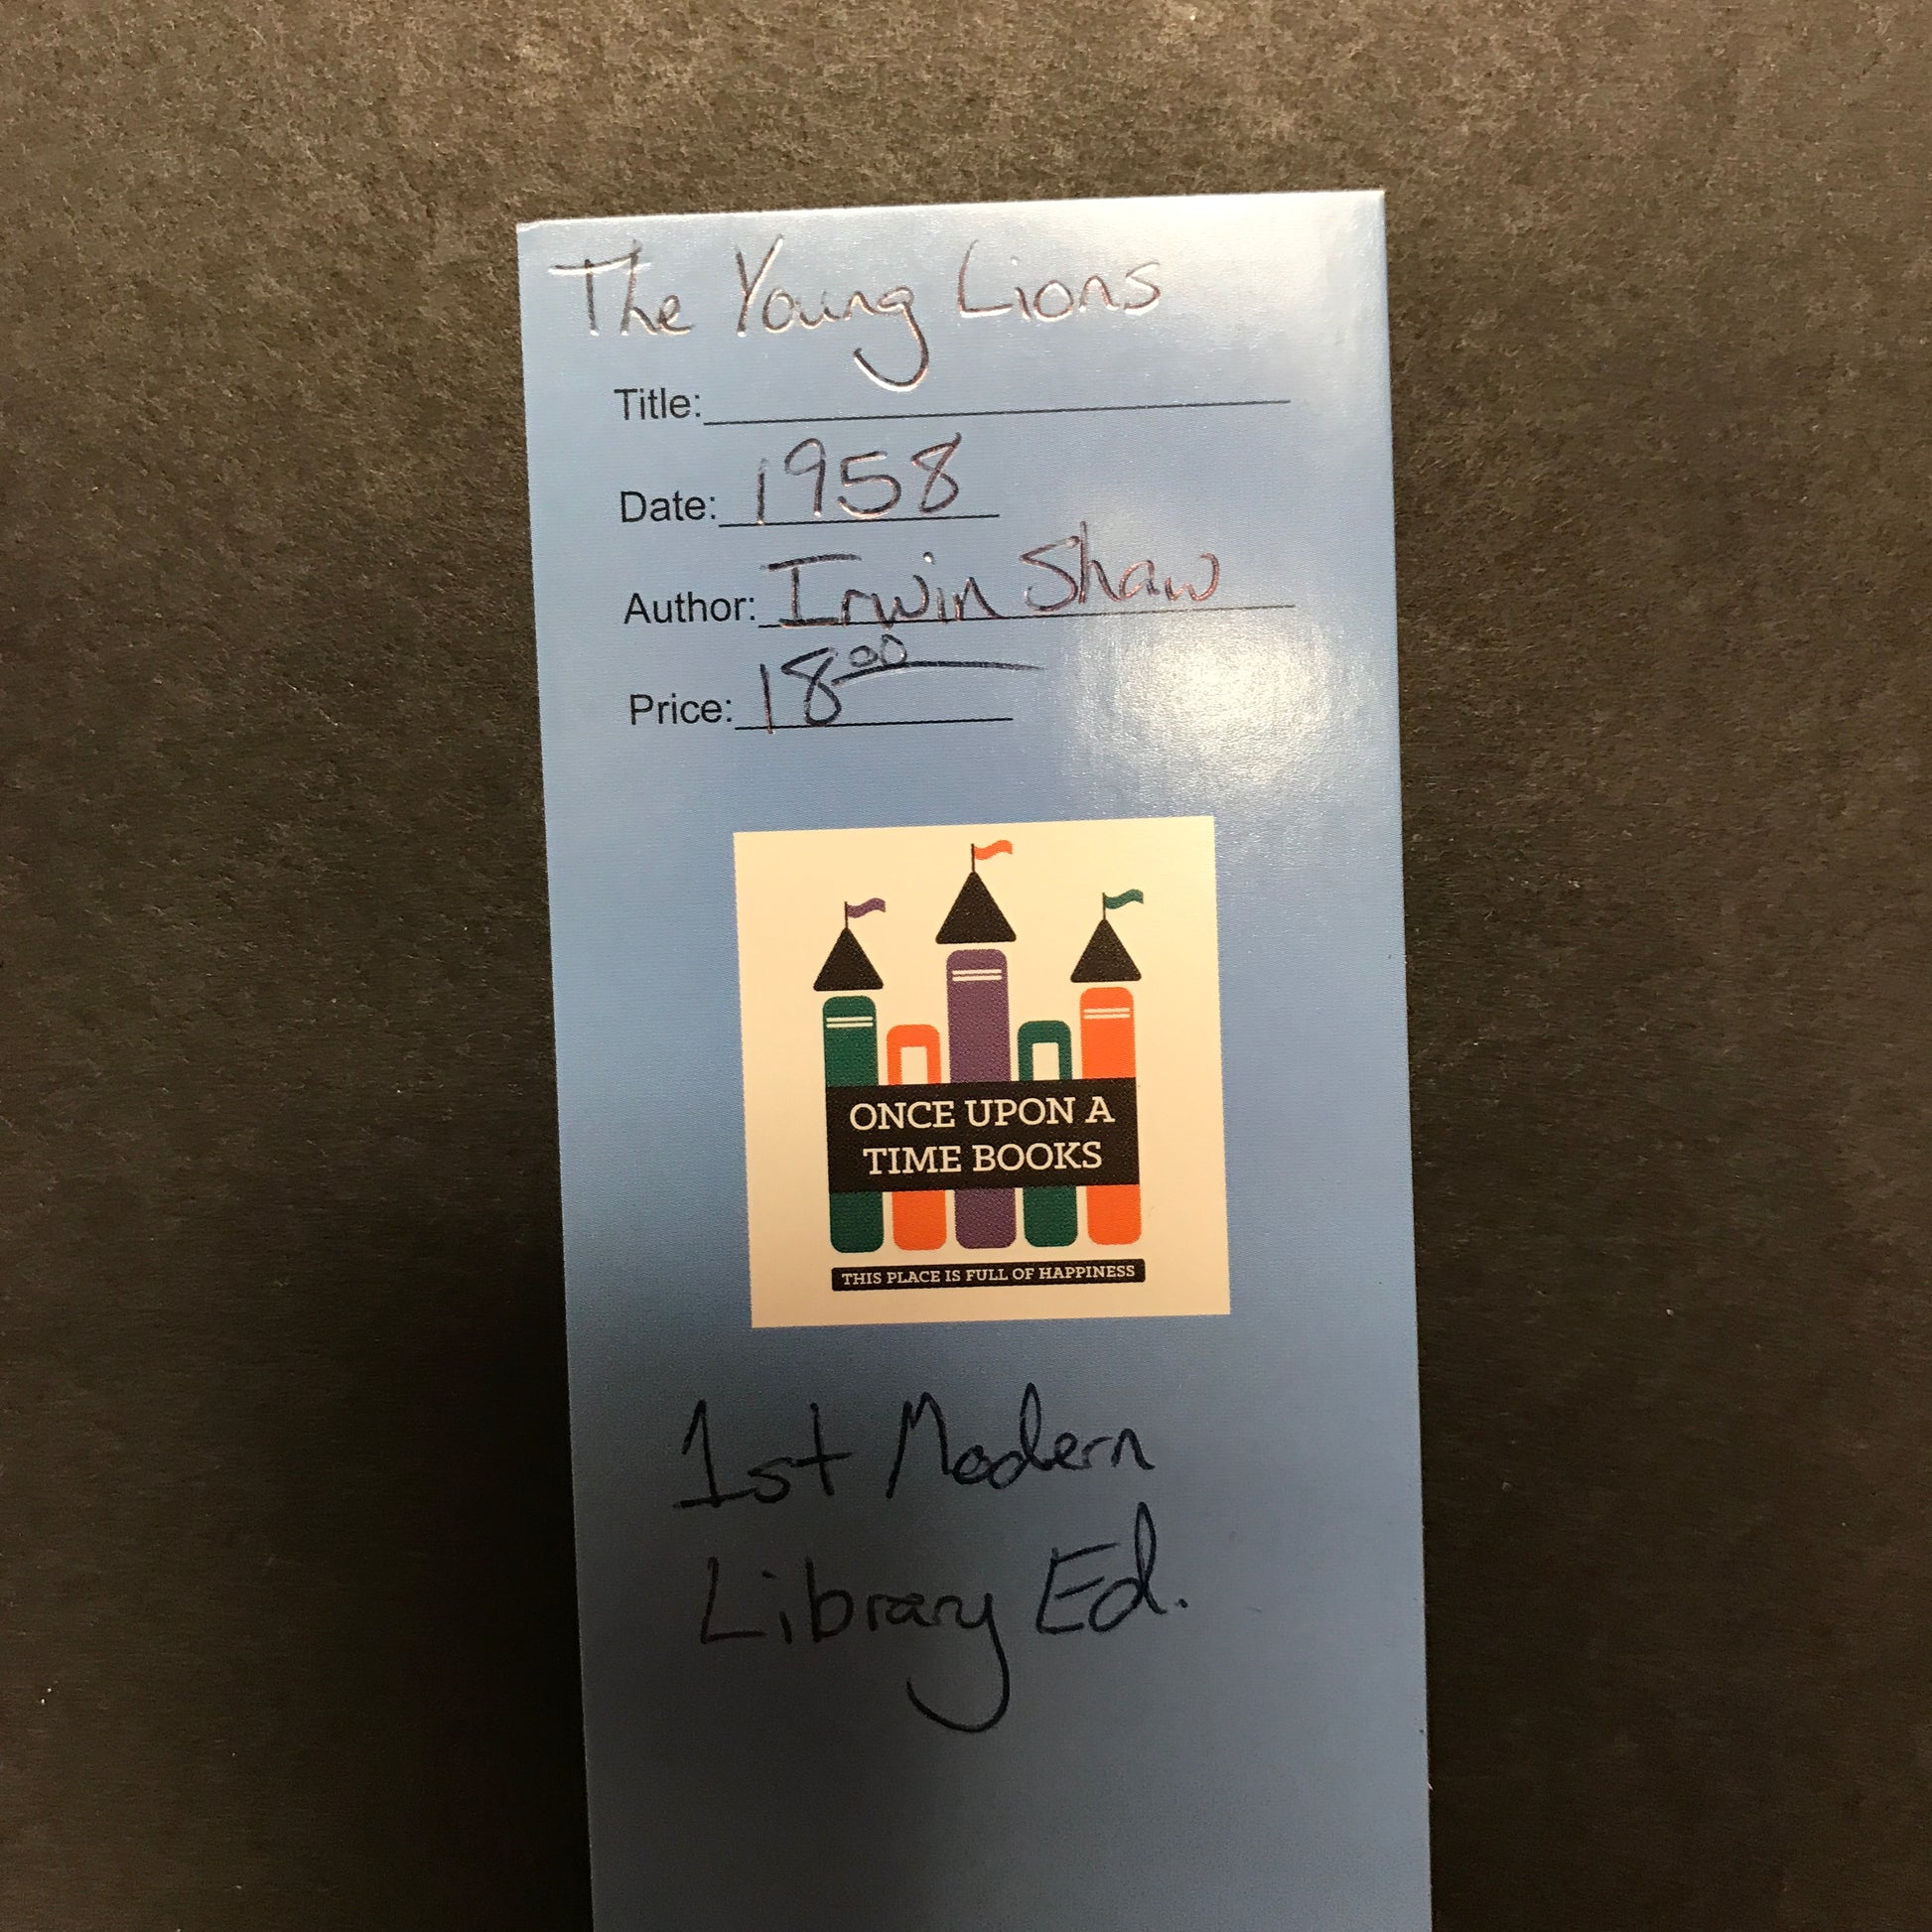 The Young Lions
Title:
Date: 1958
Author: Irwin Shaw
Price: 18.00
ONCE UPON A
TIME BOOKS
THIS PLACE IS FULL OF HAPPINESS
1st Modern
Library Ed.